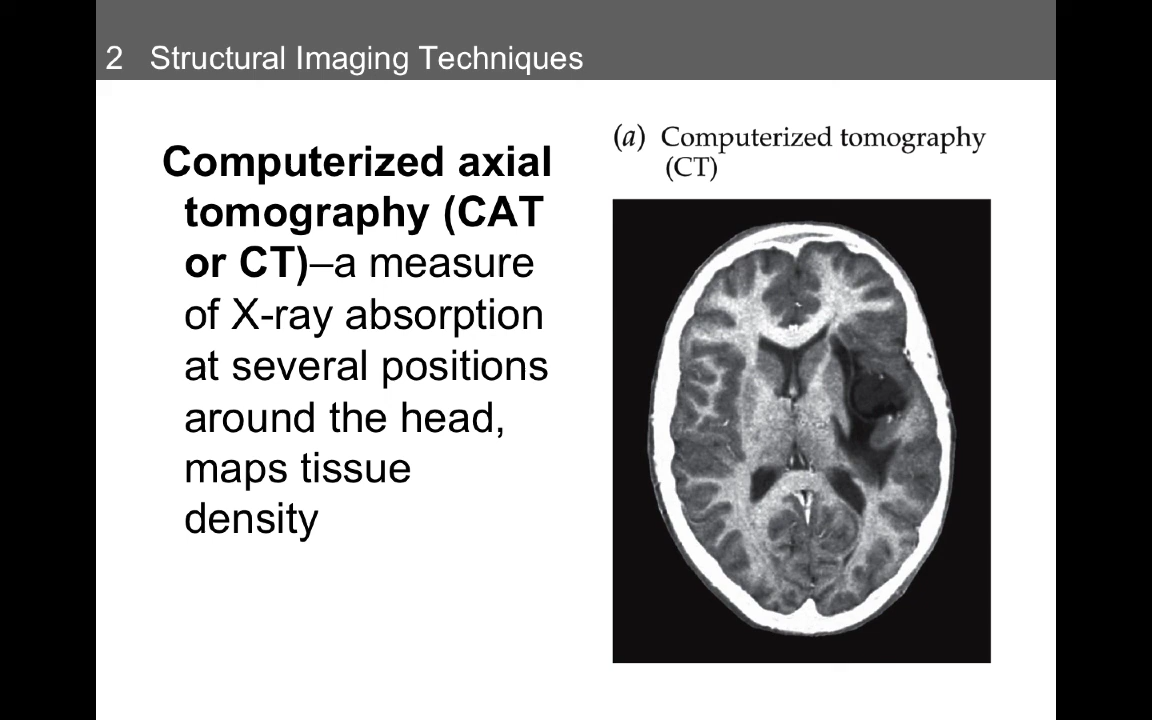 2 Structural Imaging Techniques
Computerized axial
tomography (CAT
or CT)–a measure
of X-ray absorption
at several positions
around the head,
maps tissue
density
(a) Computerized tomography
(CT)